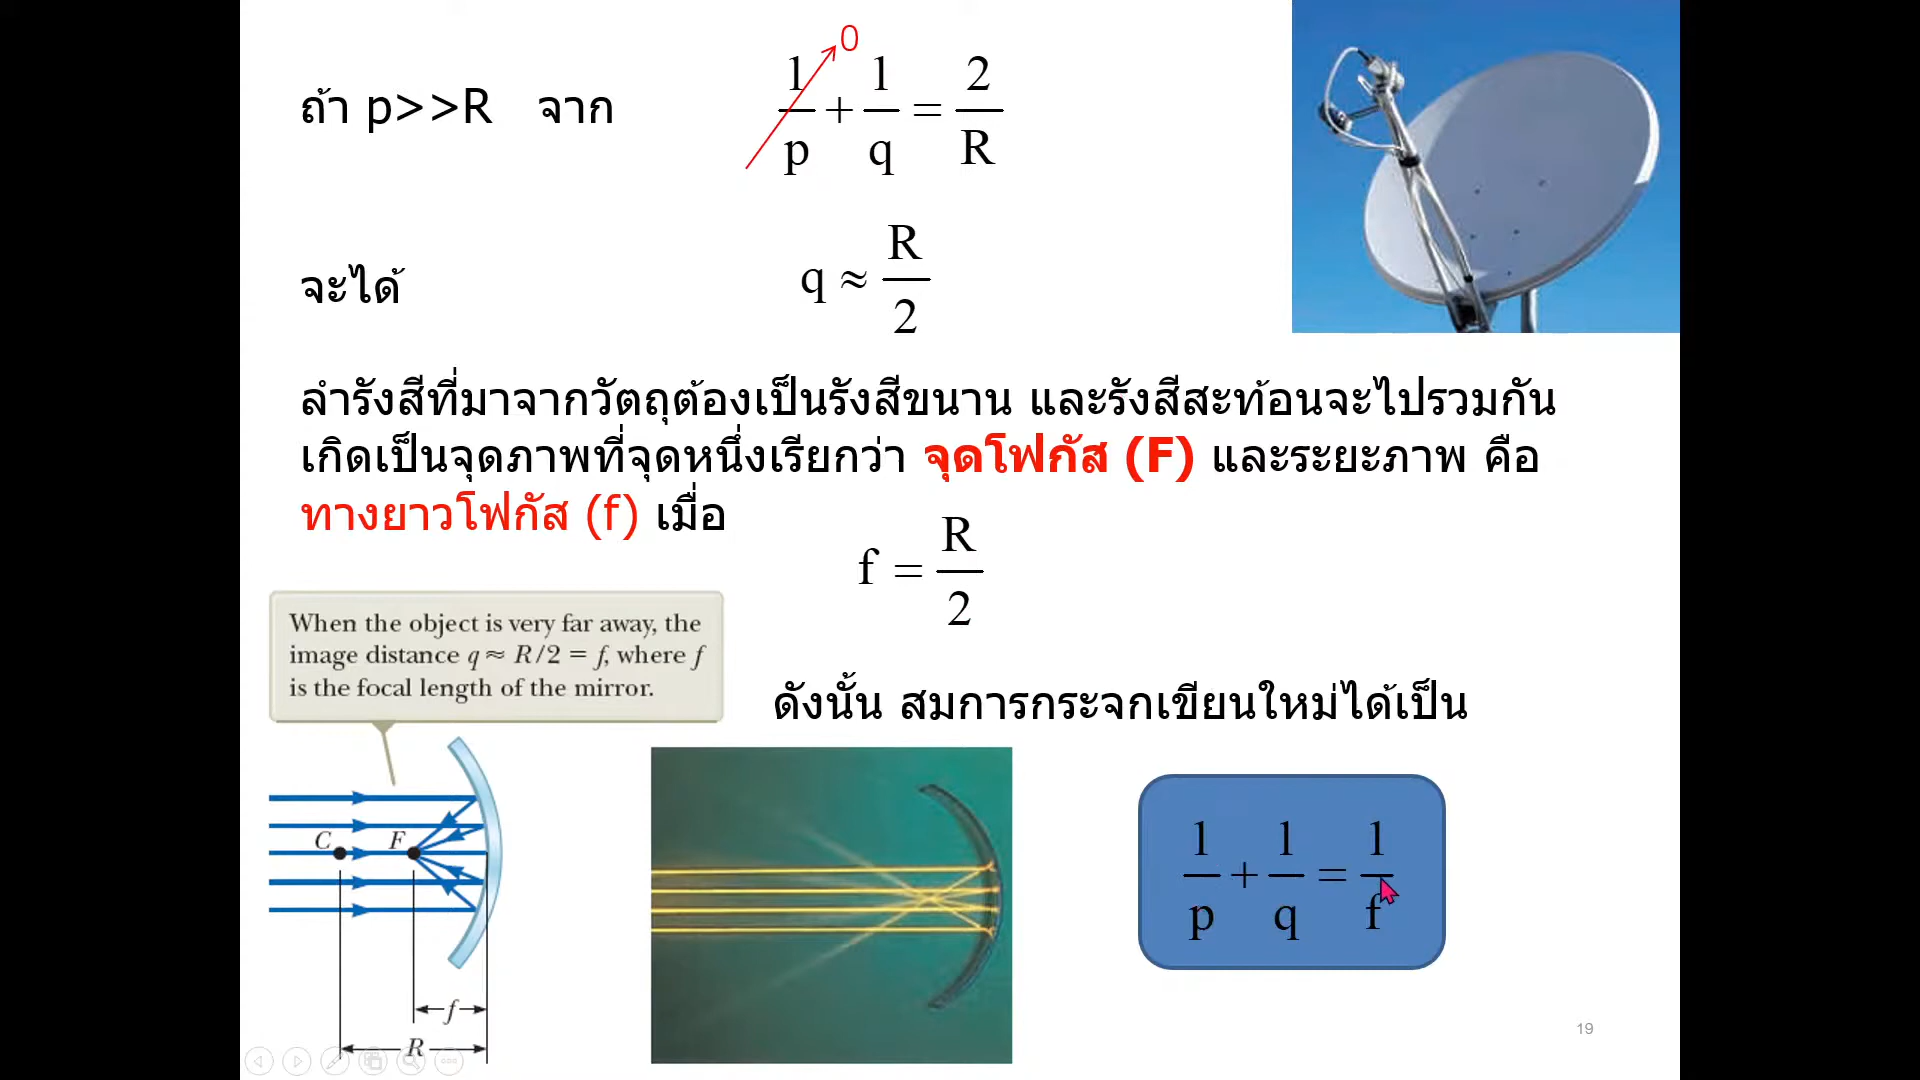 ถ้า p>>R จาก 1/p + 1/q = 2/R
0
จะได้ q ≈ R/2
ลำรังสีที่มาจากวัตถุต้องเป็นรังสีขนาน และรังสีสะท้อนจะไปรวมกัน
เกิดเป็นจุดภาพที่จุดหนึ่งเรียกว่า จุดโฟกัส (F) และระยะภาพ คือ
ทางยาวโฟกัส (f) เมื่อ
f = R/2
When the object is very far away, the
image distance q ≈ R/2 = f, where f
is the focal length of the mirror.
ดังนั้น สมการกระจกเขียนใหม่ได้เป็น
C F
f
R
1/p + 1/q = 1/f
19